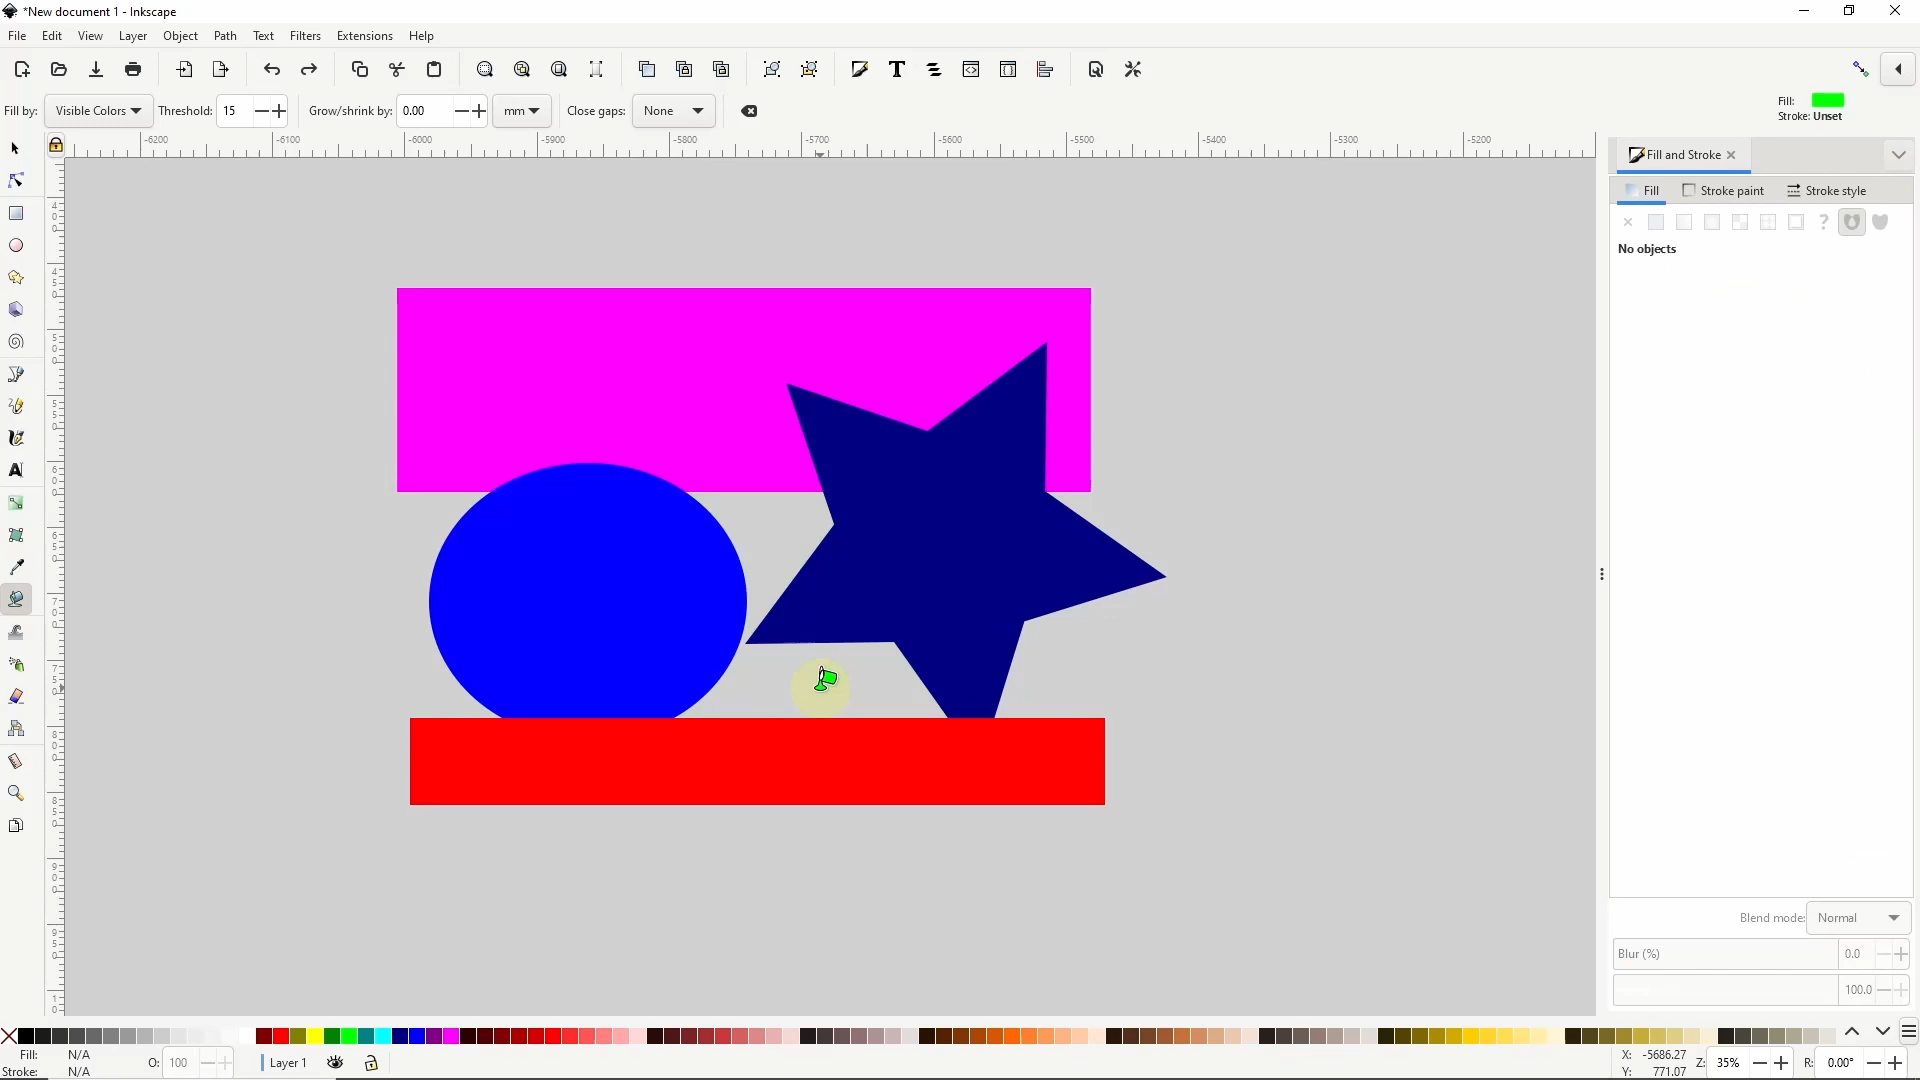 *New document 1 - Inkscape
File Edit View Layer Object Path Text Filters Extensions Help
Fill by: Visible Colors Threshold: 15 Grow/shrink by: 0.00 mm Close gaps: None
Fill:
Stroke: Unset
-6200 -6100 -6000 -5900 -5800 -5700 -5600 -5500 -5400 -5300 -5200
Fill and Stroke
Fill Stroke paint Stroke style
No objects
Blend mode: Normal
Blur (%) 0.0
100.0
Fill: N/A
Stroke: N/A
O: 100
Layer 1
X: -5686.27
Y: 771.07
Z: 35%
R: 0.00°